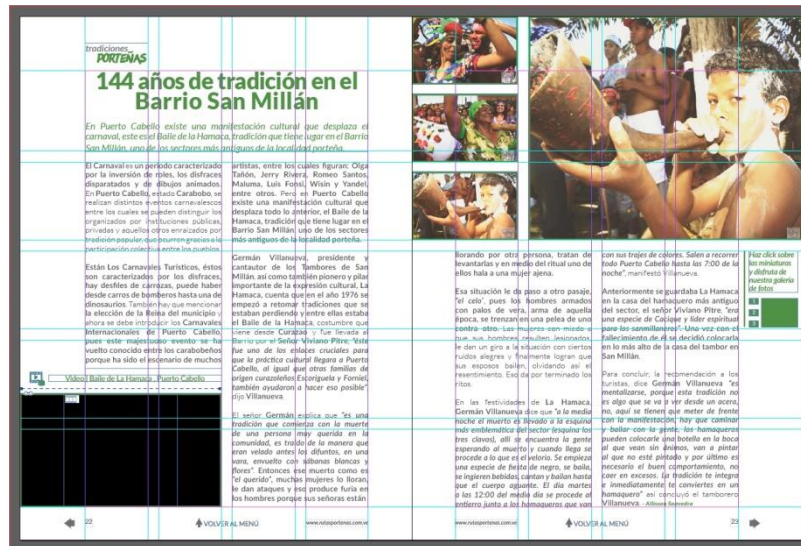 tradiciones
PORTEÑAS
144 años de tradición en el
Barrio San Millán
En Puerto Cabello existe una manifestación cultural que desplaza el
carnaval, este es el Baile de la Hamaca, tradición que tiene lugar en el Barrio
San Millán, uno de los sectores más antiguos de la localidad porteña.
El Carnaval es un periodo caracterizado
por la inversión de roles, los disfraces
disparatados y de dibujos animados.
En Puerto Cabello, estado Carabobo, se
realizan distintos eventos carnavalescos
entre los cuales se pueden distinguir los
organizados por instituciones públicas,
privadas y aquellos otros enraizados por
tradición popular, que ocurren gracias a la
participación colectiva entre los pueblos.
Están Los Carnavales Turísticos, éstos
son caracterizados por los disfraces,
hay desfiles de carrozas, puede haber
desde carros de bomberos hasta una de
dinosaurios. También hay que mencionar
la elección de la Reina del municipio y
ahora se debe introducir los Carnavales
Internacionales de Puerto Cabello,
pues este majestuoso evento se ha
vuelto conocido entre los carabobeños
porque ha sido el escenario de muchos
Video | Baile de La Hamaca, Puerto Cabello
artistas, entre los cuales figuran: Olga
Tañón, Jerry Rivera, Romeo Santos,
Maluma, Luis Fonsi, Wisin y Yandel,
entre otros. Pero en Puerto Cabello
existe una manifestación cultural que
desplaza todo lo anterior, el Baile de la
Hamaca, tradición que tiene lugar en el
Barrio San Millán uno de los sectores
más antiguos de la localidad porteña.
Germán Villanueva, presidente y
cantautor de los Tambores de San
Millán, así como también pionero y pilar
importante de la expresión cultural, La
Hamaca, cuenta que en el año 1976 se
empezó a retomar tradiciones que se
estaban perdiendo y entre ellas estaba
el Baile de la Hamaca, costumbre que
viene desde Curazao y fue llevada al
Barrio por el Señor Viviano Pitre, "éste
fue uno de los enlaces cruciales para
que la práctica cultural llegara a Puerto
Cabello, al igual que otras familias de
origen curazoleñas Escoriguela y Forniel,
también ayudaron a hacer eso posible"
dijo Villanueva.
El señor Germán explica que "es una
tradición que comienza con la muerte
de una persona muy querida en la
comunidad, es traído de la manera que
eran velado antes los difuntos, en una
vara, envuelto con sábanas blancas y
flores". Entonces ese muerto como es
"el querido", muchas mujeres lo lloran,
le dan ataques y eso produce furia en
los hombres porque sus señoras están
22
VOLVER AL MENÚ
www.rutasportenas.com.ve
llorando por otra persona, tratan de
levantarlas y en medio del ritual uno de
ellos hala a una mujer ajena.
Esa situación le da paso a otro pasaje,
"el celo", pues los hombres armados
con palos de vera, arma de aquella
época, se trenzan en una pelea de uno
contra otro. Las mujeres con miedo a
que sus hombres resulten lesionados,
le dan un giro a la situación con ciertos
ruidos alegres y finalmente logran que
sus esposos bailen, olvidando así el
resentimiento. Eso da por terminado los
ritos.
En las festividades de La Hamaca,
Germán Villanueva dice que "a la media
noche el muerto es llevado a la esquina
más emblemática del sector (esquina los
tres clavos), allí se encuentra la gente
esperando al muerto y cuando llega se
procede a lo que es el velorio. Se empieza
una especie de fiesta de negro, se baila,
se ingieren bebidas, cantan y bailan hasta
que el cuerpo aguante. El día martes
a las 12:00 del medio día se procede al
entierro junto a los hamaqueros que van
con sus trajes de colores. Salen a recorrer
todo Puerto Cabello hasta las 7:00 de la
noche", manifestó Villanueva.
Anteriormente se guardaba La Hamaca
en la casa del hamaquero más antiguo
del sector, el señor Viviano Pitre, "era
una especie de Cacique y líder espiritual
para los sanmillaneros". Una vez con el
fallecimiento de él se decidió colocarla
en lo más alto de la casa del tambor en
San Millán.
Para concluir, la recomendación a los
turistas, dice Germán Villanueva "es
mentalizarse, porque esta tradición no
es algo que se va a ver desde un acera,
no, aquí se tienen que meter de frente
con la manifestación, hay que caminar
y bailar con la gente, los hamaqueros
pueden colocarle una botella en la boca
al que vean sin ánimos, van a pintar
al que no esté pintado y por último es
necesario el buen comportamiento, no
caer en excesos. La tradición te integra
e inmediatamente te conviertes en un
hamaquero" así concluyó el tamborero
Villanueva. - Allison Saavedra
Haz click sobre
las miniaturas
y disfruta de
nuestra galería
de fotos
1
2
3
www.rutasportenas.com.ve
VOLVER AL MENÚ
23